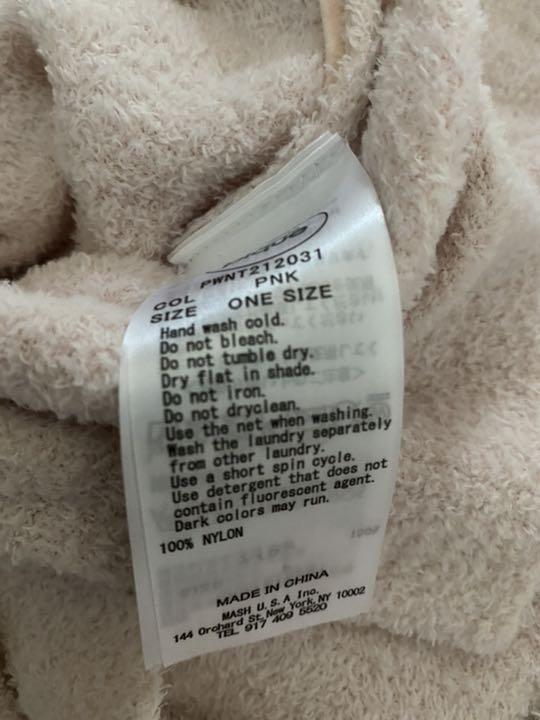 PWNT212031
COL PNK
SIZE ONE SIZE
Hand wash cold.
Do not bleach.
Do not tumble dry.
Dry flat in shade.
Do not iron.
Do not dryclean.
Use the net when washing.
Wash the laundry separately
from other laundry.
Use a short spin cycle.
Use detergent that does not
contain fluorescent agent.
Dark colors may run.
100% NYLON
MADE IN CHINA
MASH U.S.A Inc.
144 Orchard St,New York,NY 10002
TEL 917 409 5520